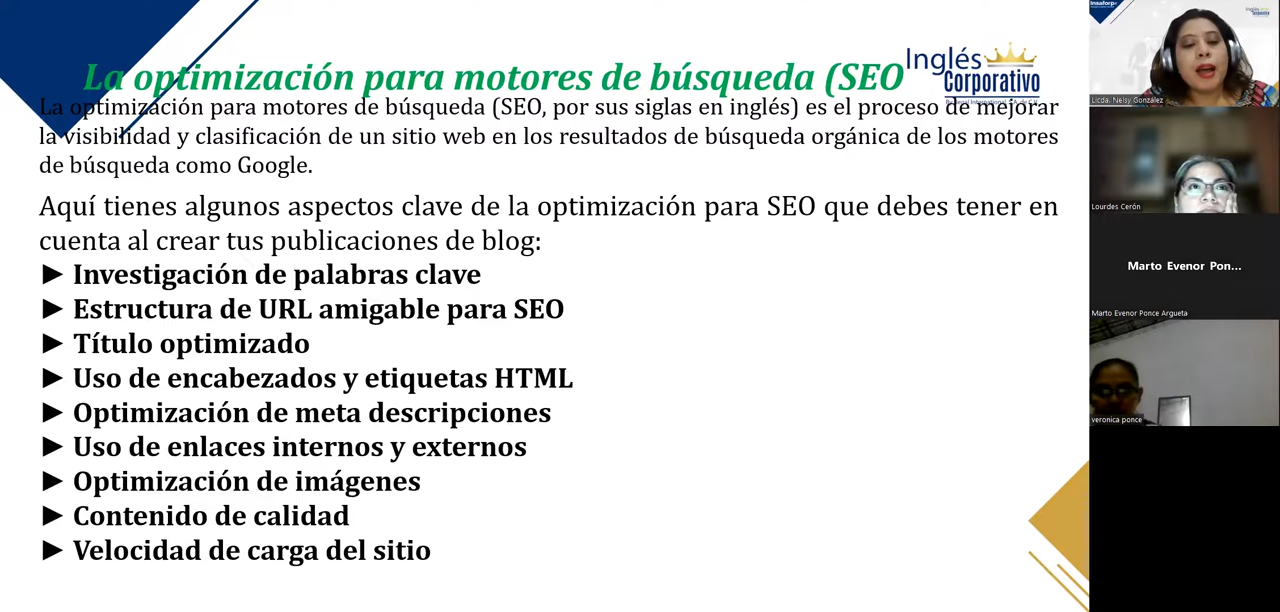 La optimización para motores de búsqueda (SEO
Inglés
Corporativo
La optimización para motores de búsqueda (SEO, por sus siglas en inglés) es el proceso de mejorar
la visibilidad y clasificación de un sitio web en los resultados de búsqueda orgánica de los motores
de búsqueda como Google.
Aquí tienes algunos aspectos clave de la optimización para SEO que debes tener en
cuenta al crear tus publicaciones de blog:
► Investigación de palabras clave
► Estructura de URL amigable para SEO
► Título optimizado
► Uso de encabezados y etiquetas HTML
► Optimización de meta descripciones
► Uso de enlaces internos y externos
► Optimización de imágenes
► Contenido de calidad
► Velocidad de carga del sitio
Insaforp
Licda. Nelsy González
Lourdes Cerón
Marto Evenor Pon...
Marto Evenor Ponce Argueta
veronica ponce